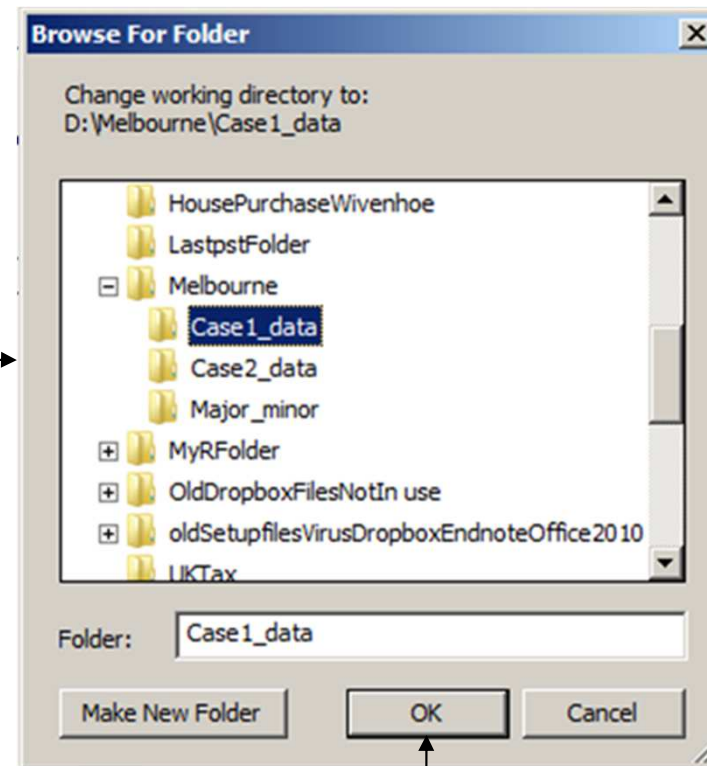 Browse For Folder
Change working directory to:
D:\Melbourne\Case1_data
HousePurchaseWivenhoe
LastpstFolder
Melbourne
Case1_data
Case2_data
Major_minor
MyRFolder
OldDropboxFilesNotIn use
oldSetupfilesVirusDropboxEndnoteOffice2010
UKTax
Folder: Case1_data
Make New Folder OK Cancel